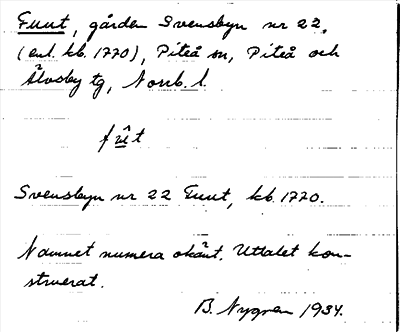 Fuut, gården Svensbyn nr 22,
(enl. kb. 1770), Piteå sn, Piteå och
Älvsby tg, Norrb. l.
Svensbyn nr 22 Fuut, kb. 1770.
Namnet numera okänt. Uttalet kon-
struerat.
B. Nygren 1934.